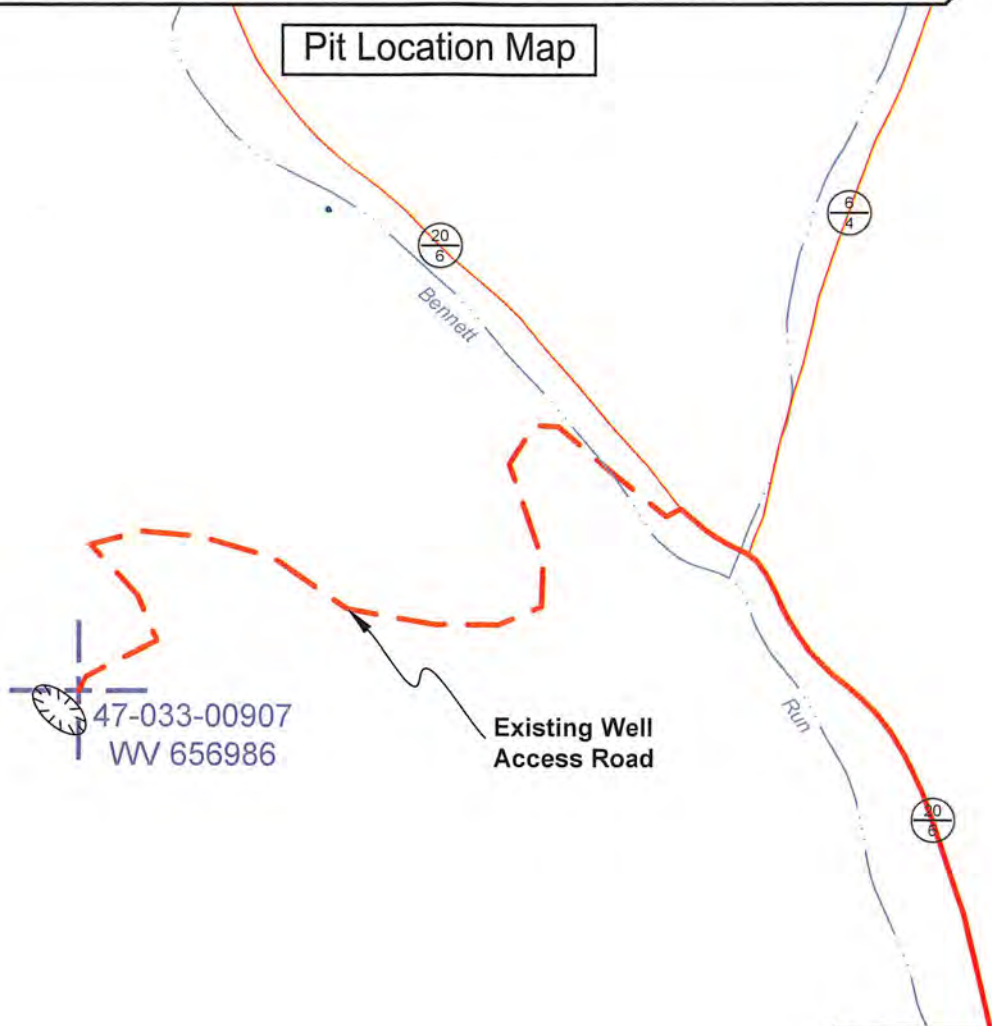 Pit Location Map
20
6
6
4
Bennett
47-033-00907
WV 656986
Existing Well
Access Road
Run
20
6